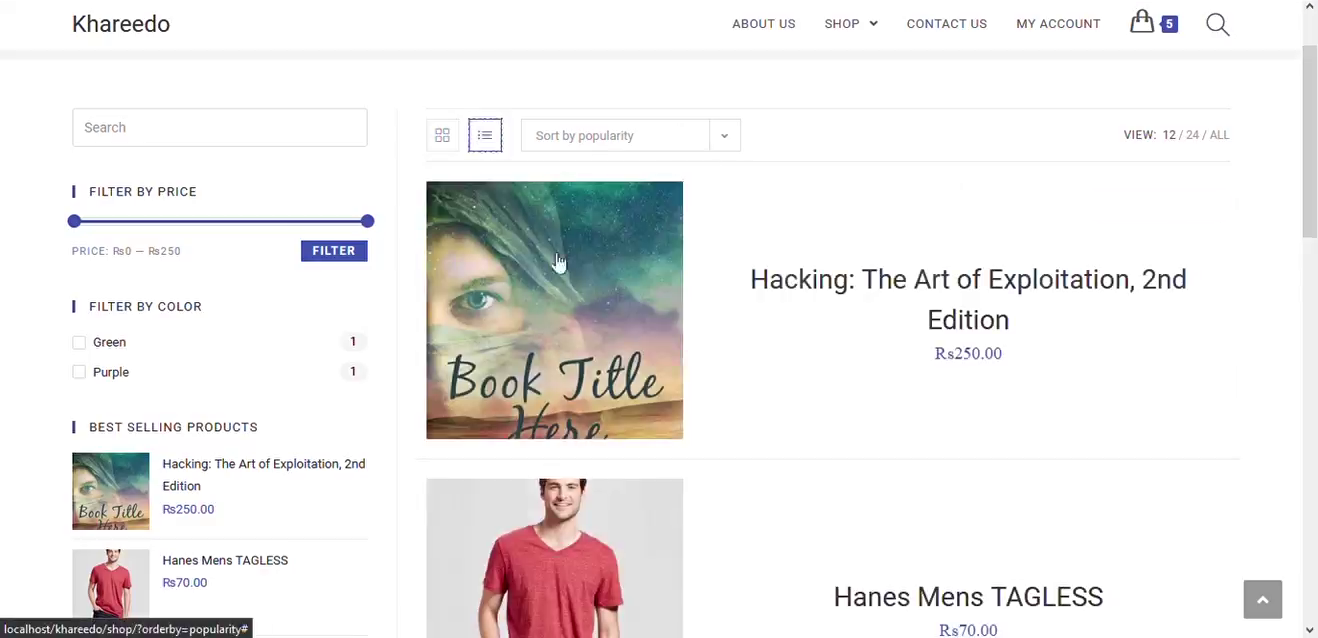 Khareedo
ABOUT US
SHOP
CONTACT US
MY ACCOUNT
5
Search
FILTER BY PRICE
PRICE: ₨0 — ₨250
FILTER
FILTER BY COLOR
Green
1
Purple
1
BEST SELLING PRODUCTS
Book Title
Here
Hacking: The Art of Exploitation, 2nd
Edition
₨250.00
Hanes Mens TAGLESS
₨70.00
Sort by popularity
VIEW: 12 / 24 / ALL
Book Title
Here
Hacking: The Art of Exploitation, 2nd
Edition
₨250.00
Hanes Mens TAGLESS
₨70.00
localhost/khareedo/shop/?orderby=popularity#